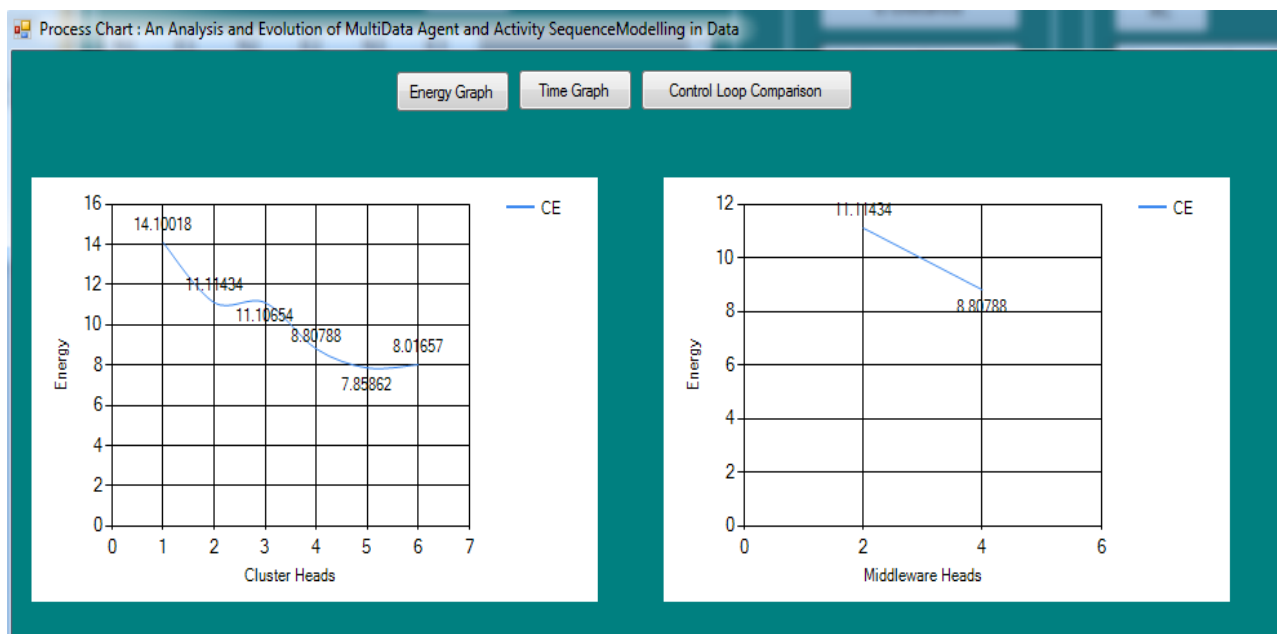 Process Chart : An Analysis and Evolution of MultiData Agent and Activity SequenceModelling in Data
Energy Graph
Time Graph
Control Loop Comparison
16
14
12
10
8
6
4
2
0
Energy
14.10018
11.11434
11.10654
8.80788
7.85862
8.01657
0 1 2 3 4 5 6 7
Cluster Heads
CE
12
10
8
6
4
2
0
Energy
11.11434
8.80788
0 2 4 6
Middleware Heads
CE